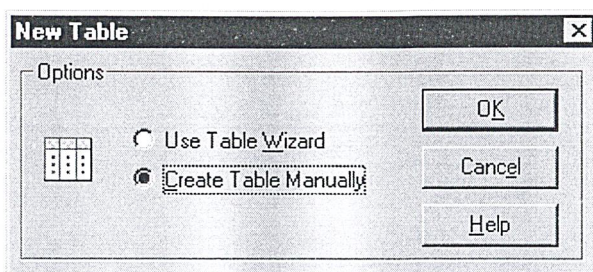 New Table
Options
Use Table Wizard
Create Table Manually
OK
Cancel
Help